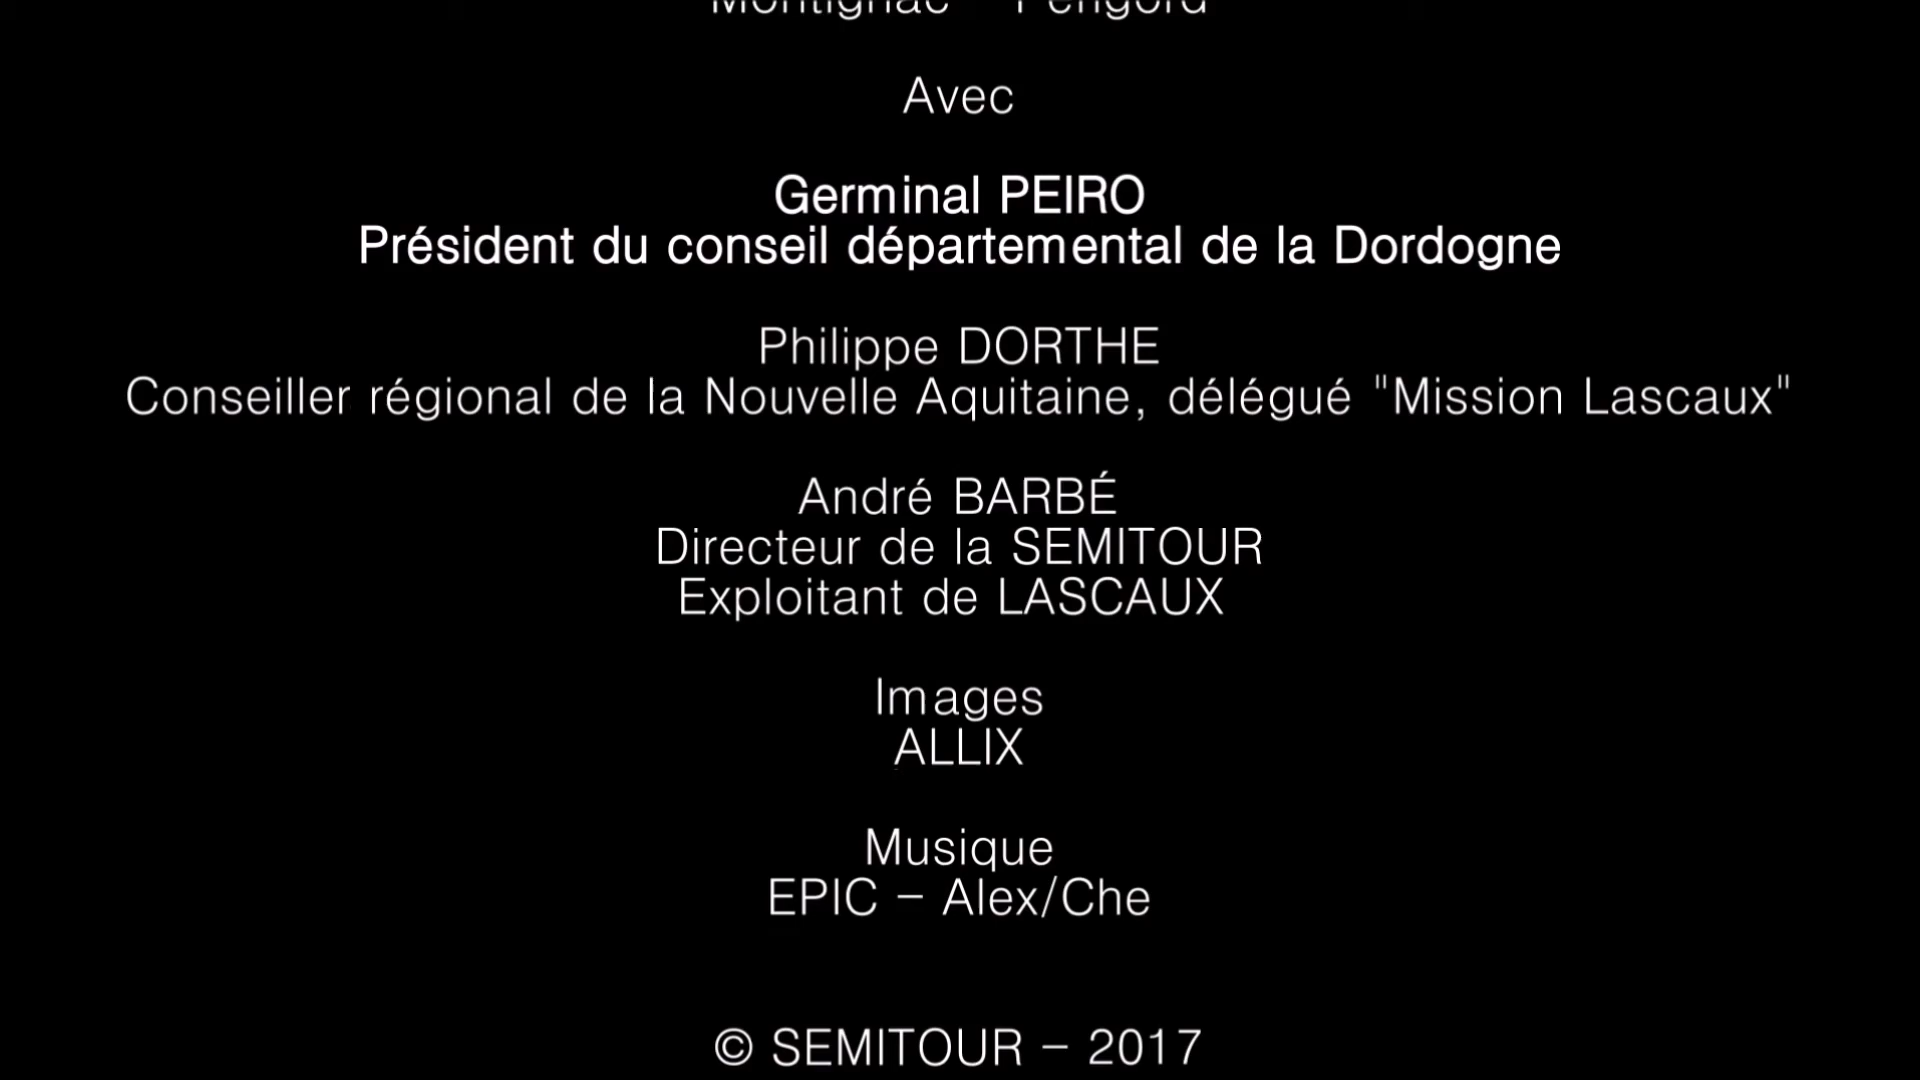 Montignac - Périgord
Avec
Germinal PEIRO
Président du conseil départemental de la Dordogne
Philippe DORTHE
Conseiller régional de la Nouvelle Aquitaine, délégué "Mission Lascaux"
André BARBÉ
Directeur de la SEMITOUR
Exploitant de LASCAUX
Images
ALLIX
Musique
EPIC – Alex/Che
© SEMITOUR – 2017